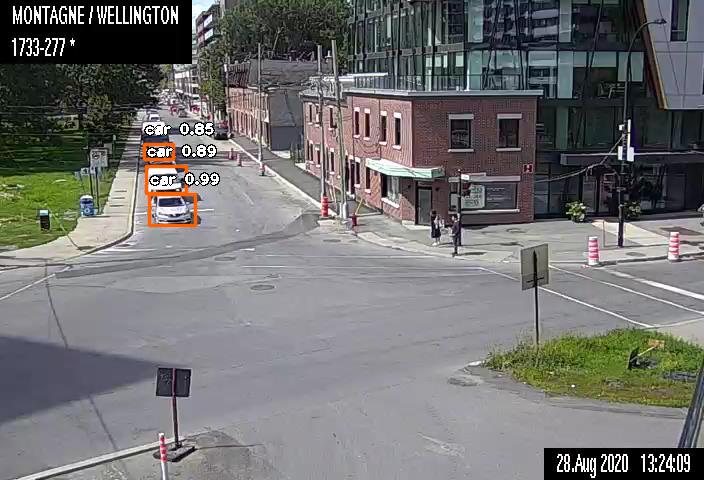 MONTAGNE / WELLINGTON
1733-277 *
car 0.85
car 0.89
car 0.99
28.Aug 2020 13:24:09